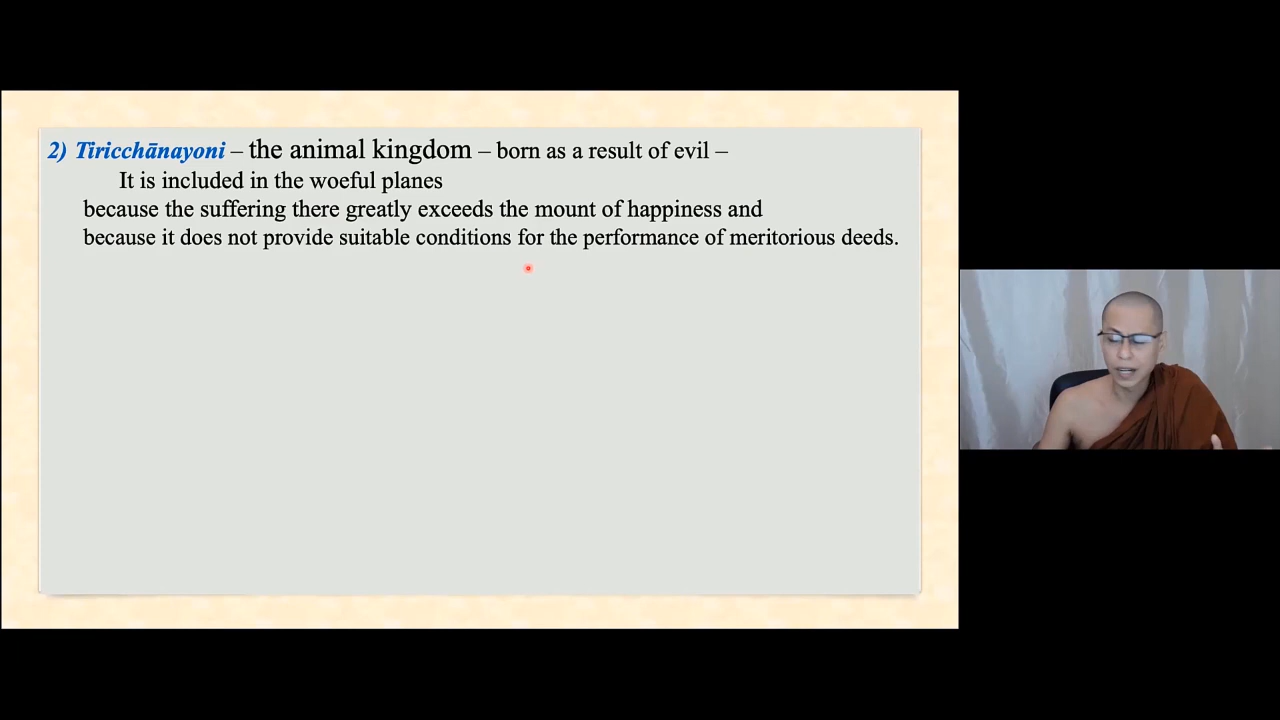 2) Tiricchānayoni – the animal kingdom – born as a result of evil –
It is included in the woeful planes
because the suffering there greatly exceeds the mount of happiness and
because it does not provide suitable conditions for the performance of meritorious deeds.